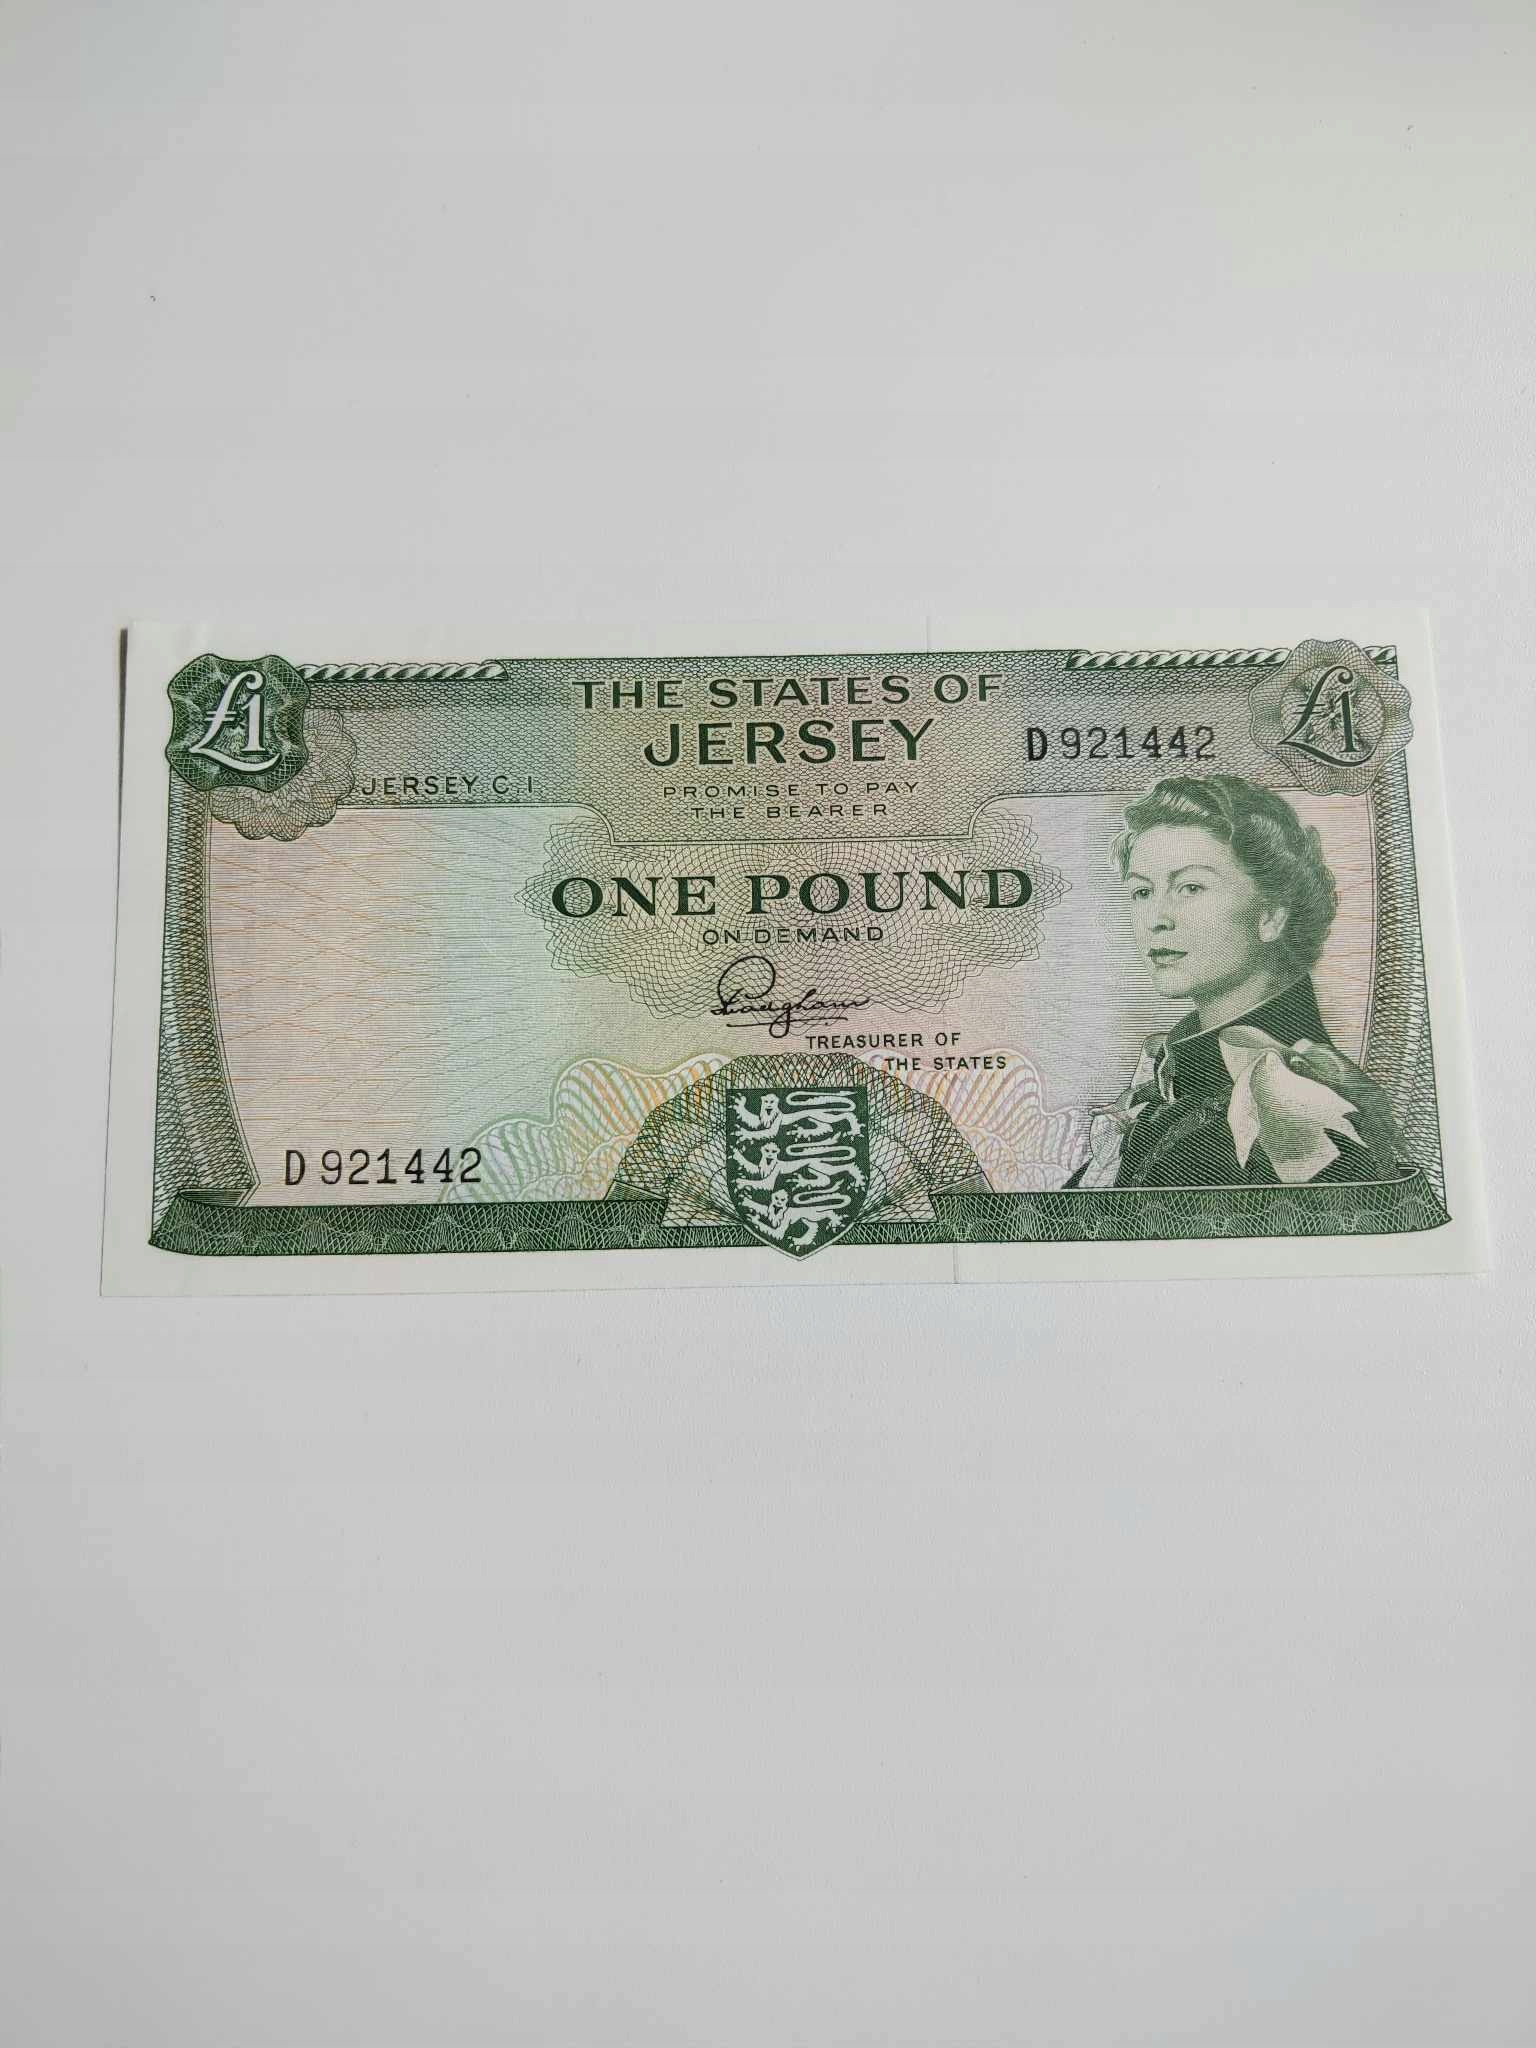 £1
THE STATES OF
JERSEY
D 921442
£1
JERSEY C.I.
PROMISE TO PAY
THE BEARER
ONE POUND
ON DEMAND
Padgham
TREASURER OF
THE STATES
D 921442